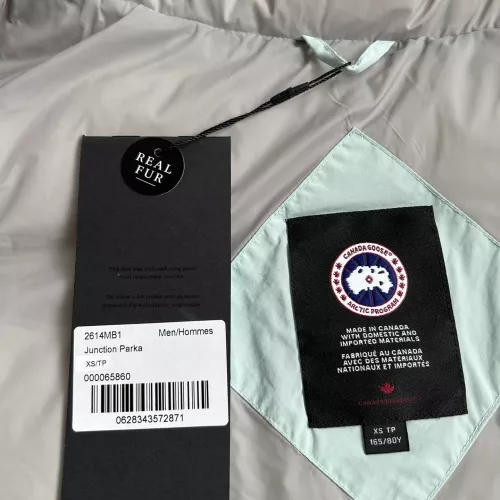 REAL
FUR
2614MB1 Men/Hommes
Junction Parka
XS/TP
000065860
0628343572871
CANADA GOOSE
ARCTIC PROGRAM
MADE IN CANADA
WITH DOMESTIC AND
IMPORTED MATERIALS
FABRIQUÉ AU CANADA
AVEC DES MATÉRIAUX
NATIONAUX ET IMPORTÉS
XS TP
165/80Y